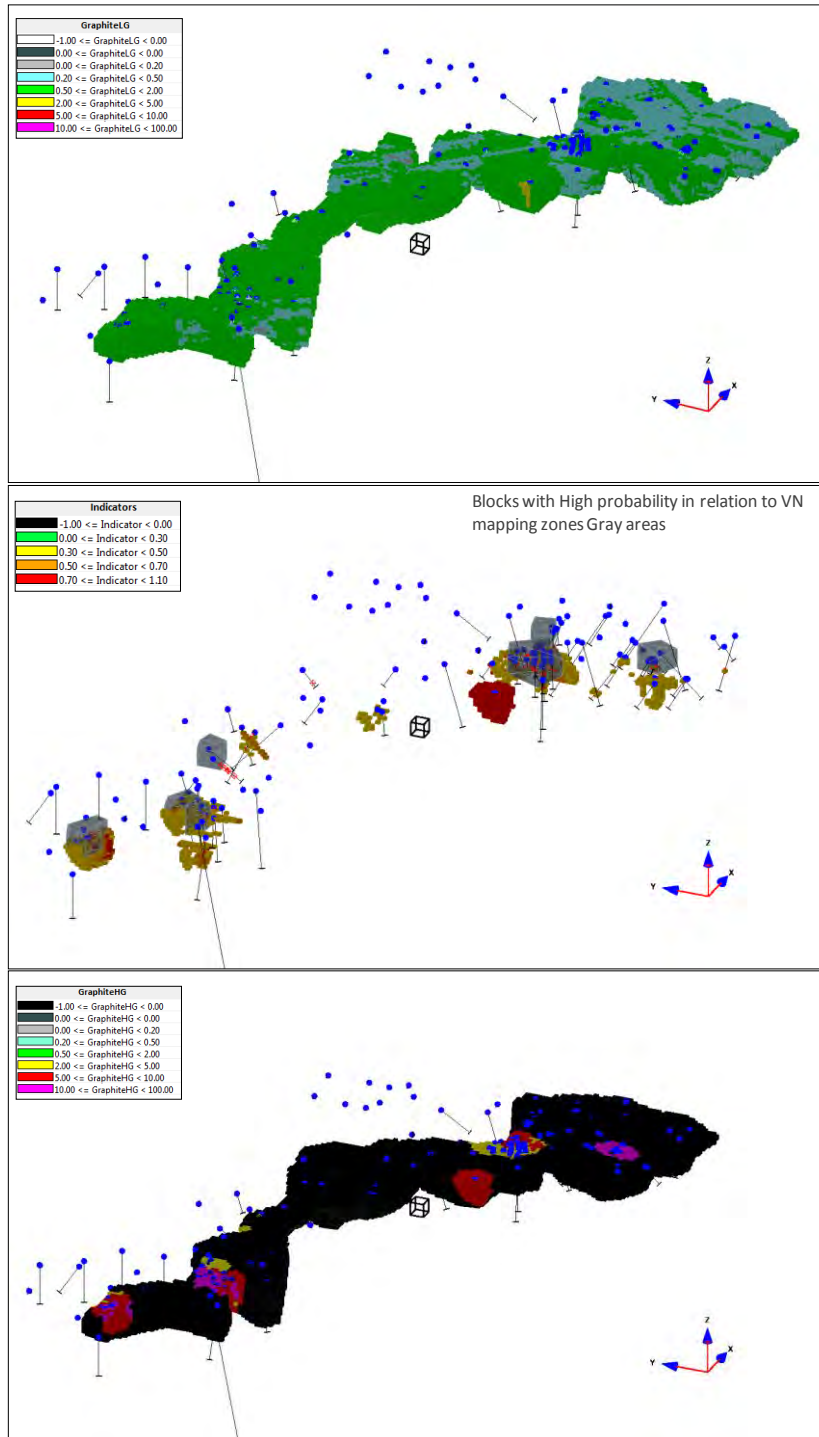 GraphiteLG
-1.00 <= GraphiteLG < 0.00
0.00 <= GraphiteLG < 0.00
0.00 <= GraphiteLG < 0.20
0.20 <= GraphiteLG < 0.50
0.50 <= GraphiteLG < 2.00
2.00 <= GraphiteLG < 5.00
5.00 <= GraphiteLG < 10.00
10.00 <= GraphiteLG < 100.00
Z
Y
X
Indicators
-1.00 <= Indicator < 0.00
0.00 <= Indicator < 0.30
0.30 <= Indicator < 0.50
0.50 <= Indicator < 0.70
0.70 <= Indicator < 1.10
Blocks with High probability in relation to VN
mapping zones Gray areas
Z
Y
X
GraphiteHG
-1.00 <= GraphiteHG < 0.00
0.00 <= GraphiteHG < 0.00
0.00 <= GraphiteHG < 0.20
0.20 <= GraphiteHG < 0.50
0.50 <= GraphiteHG < 2.00
2.00 <= GraphiteHG < 5.00
5.00 <= GraphiteHG < 10.00
10.00 <= GraphiteHG < 100.00
Z
Y
X